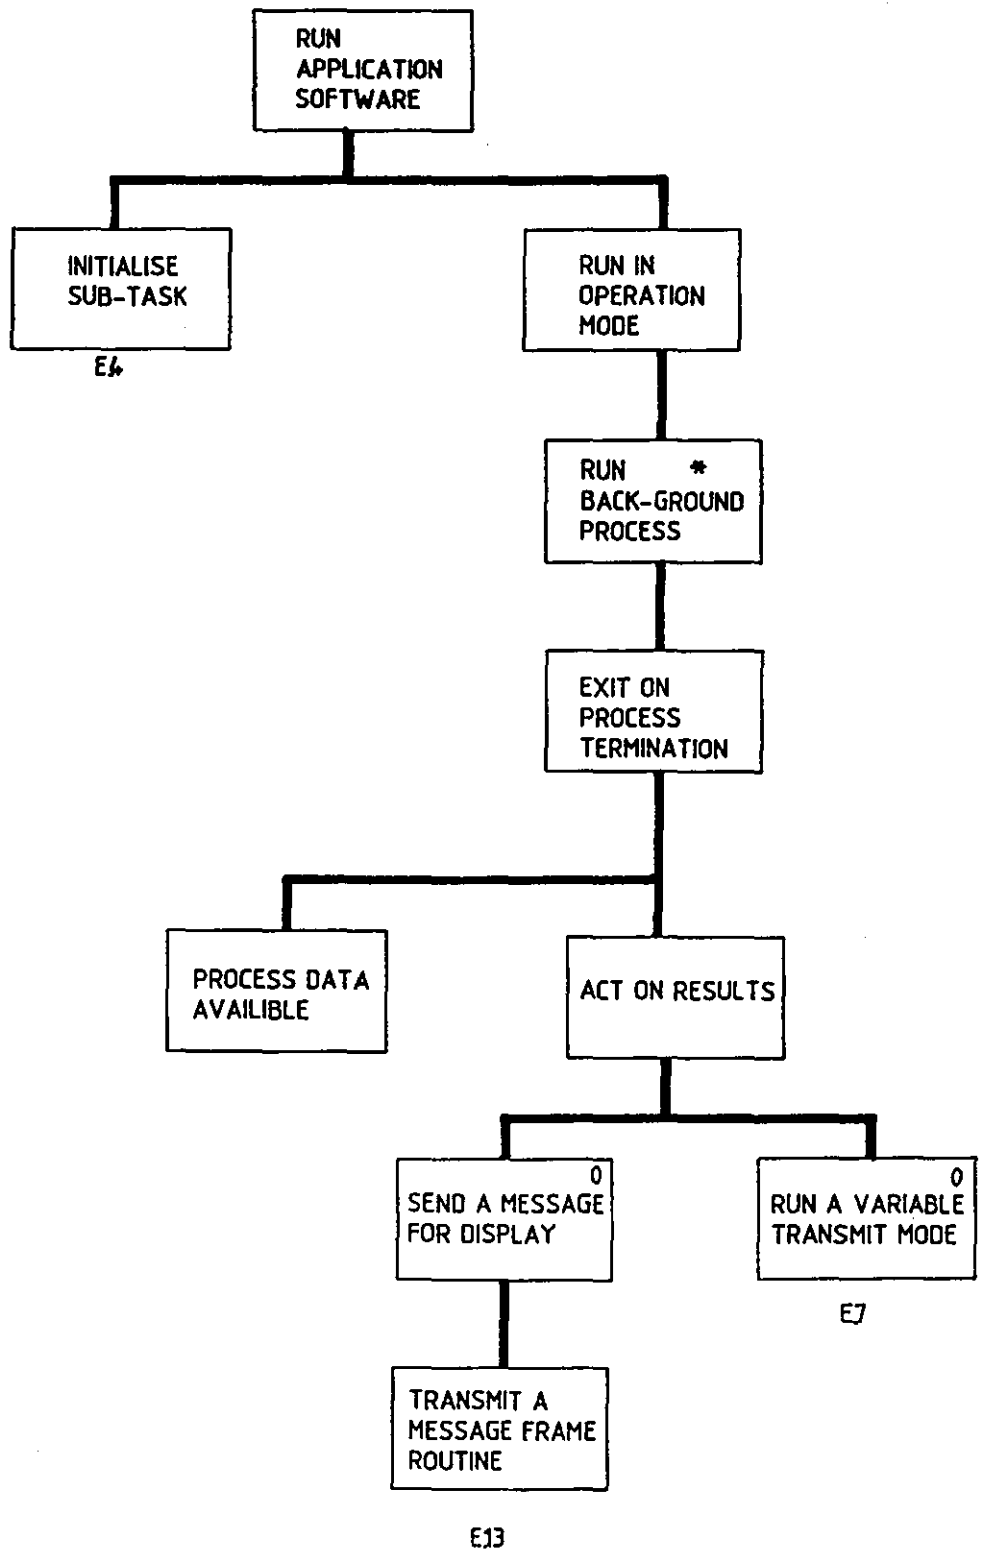 RUN
APPLICATION
SOFTWARE
INITIALISE
SUB-TASK
E4
RUN IN
OPERATION
MODE
RUN *
BACK-GROUND
PROCESS
EXIT ON
PROCESS
TERMINATION
PROCESS DATA
AVAILIBLE
ACT ON RESULTS
0
SEND A MESSAGE
FOR DISPLAY
0
RUN A VARIABLE
TRANSMIT MODE
E7
TRANSMIT A
MESSAGE FRAME
ROUTINE
E13